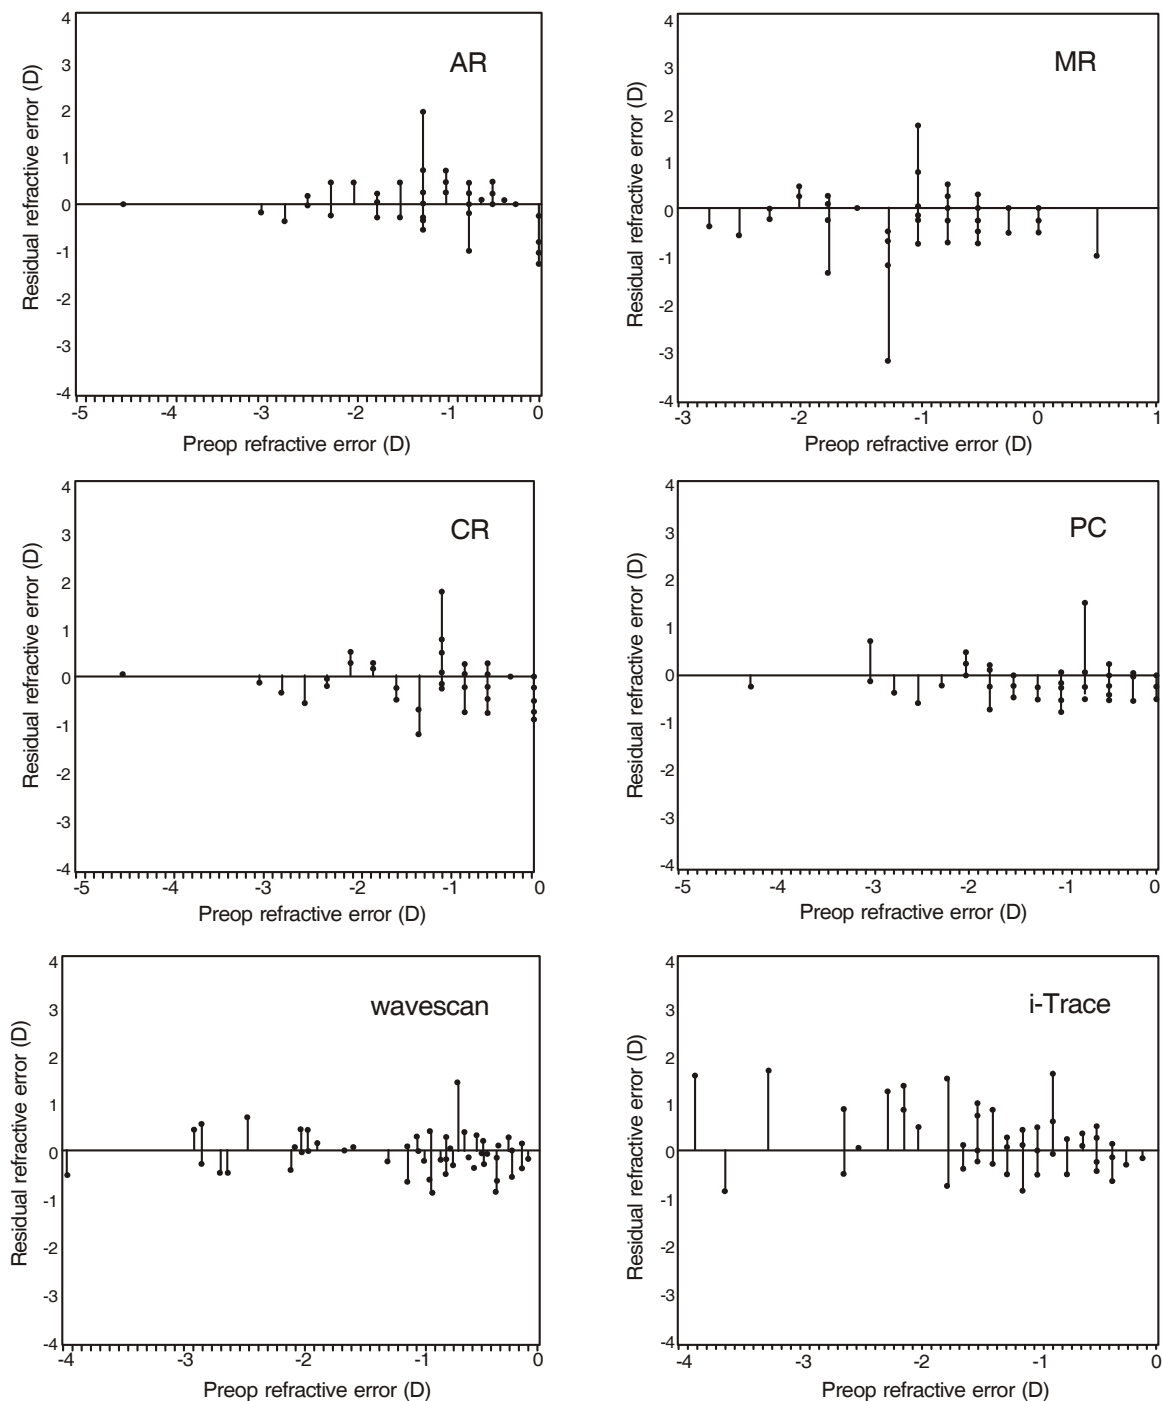 AR
Residual refractive error (D)
4
3
2
1
0
-1
-2
-3
-4
-5 -3 -2 -1 0
Preop refractive error (D)
MR
Residual refractive error (D)
4
3
2
1
0
-1
-2
-3
-4
-3 -2 -1 0 1
Preop refractive error (D)
CR
Residual refractive error (D)
4
3
2
1
0
-1
-2
-3
-4
-5 -3 -2 -1 0
Preop refractive error (D)
PC
Residual refractive error (D)
4
3
2
1
0
-1
-2
-3
-4
-5 -4 -3 -2 -1 0
Preop refractive error (D)
wavescan
Residual refractive error (D)
4
3
2
1
0
-1
-2
-3
-4
-4 -3 -2 -1 0
Preop refractive error (D)
i-Trace
Residual refractive error (D)
4
3
2
1
0
-1
-2
-3
-4
-4 -3 -2 -1 0
Preop refractive error (D)